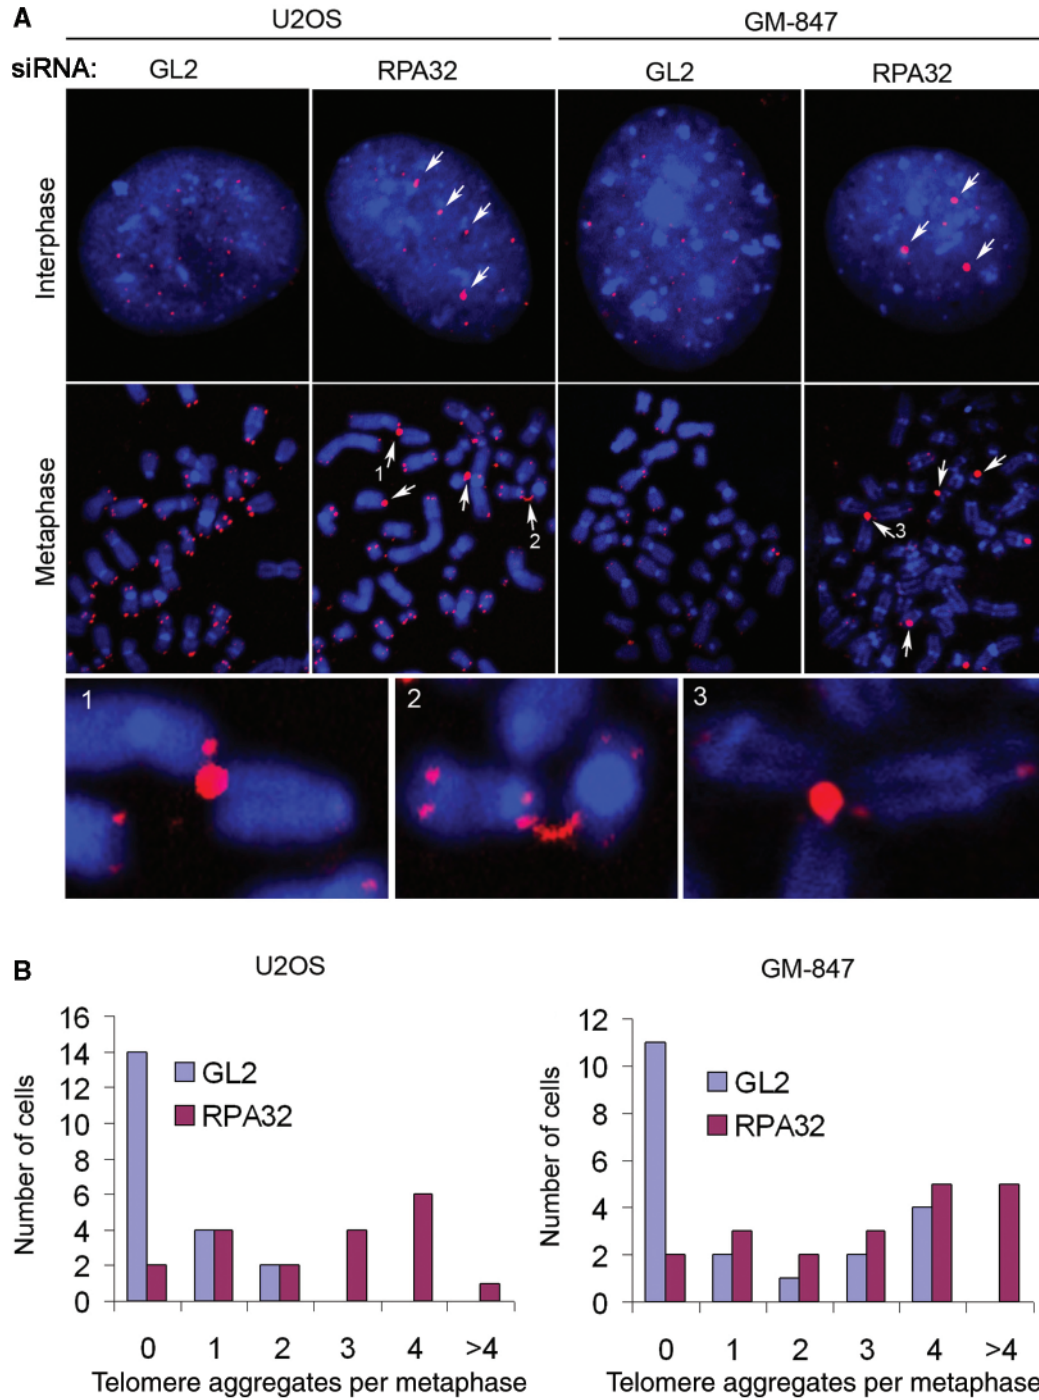 A
U2OS GM-847
siRNA: GL2 RPA32 GL2 RPA32
Interphase
Metaphase
1
2
3
1 2 3
B
U2OS
GM-847
Number of cells
16
14
12
10
8
6
4
2
0
GL2
RPA32
0 1 2 3 4 >4
Telomere aggregates per metaphase
Number of cells
12
10
8
6
4
2
0
GL2
RPA32
0 1 2 3 4 >4
Telomere aggregates per metaphase